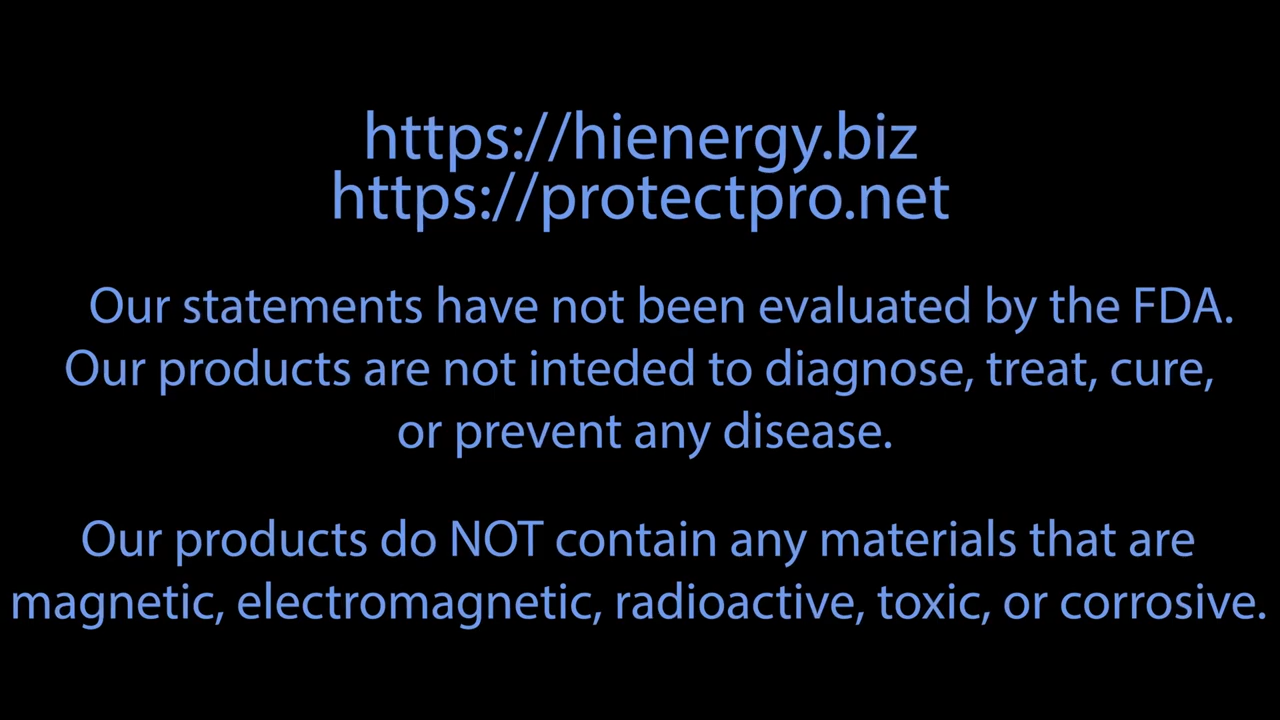 https://hienergy.biz
https://protectpro.net
Our statements have not been evaluated by the FDA.
Our products are not inteded to diagnose, treat, cure,
or prevent any disease.
Our products do NOT contain any materials that are
magnetic, electromagnetic, radioactive, toxic, or corrosive.